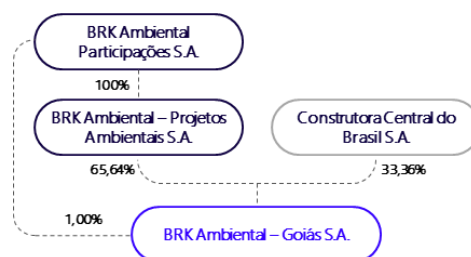 BRK Ambiental
Participações S.A.
100%
BRK Ambiental – Projetos
Ambientais S.A.
Construtora Central do
Brasil S.A.
65,64%
33,36%
1,00%
BRK Ambiental – Goiás S.A.